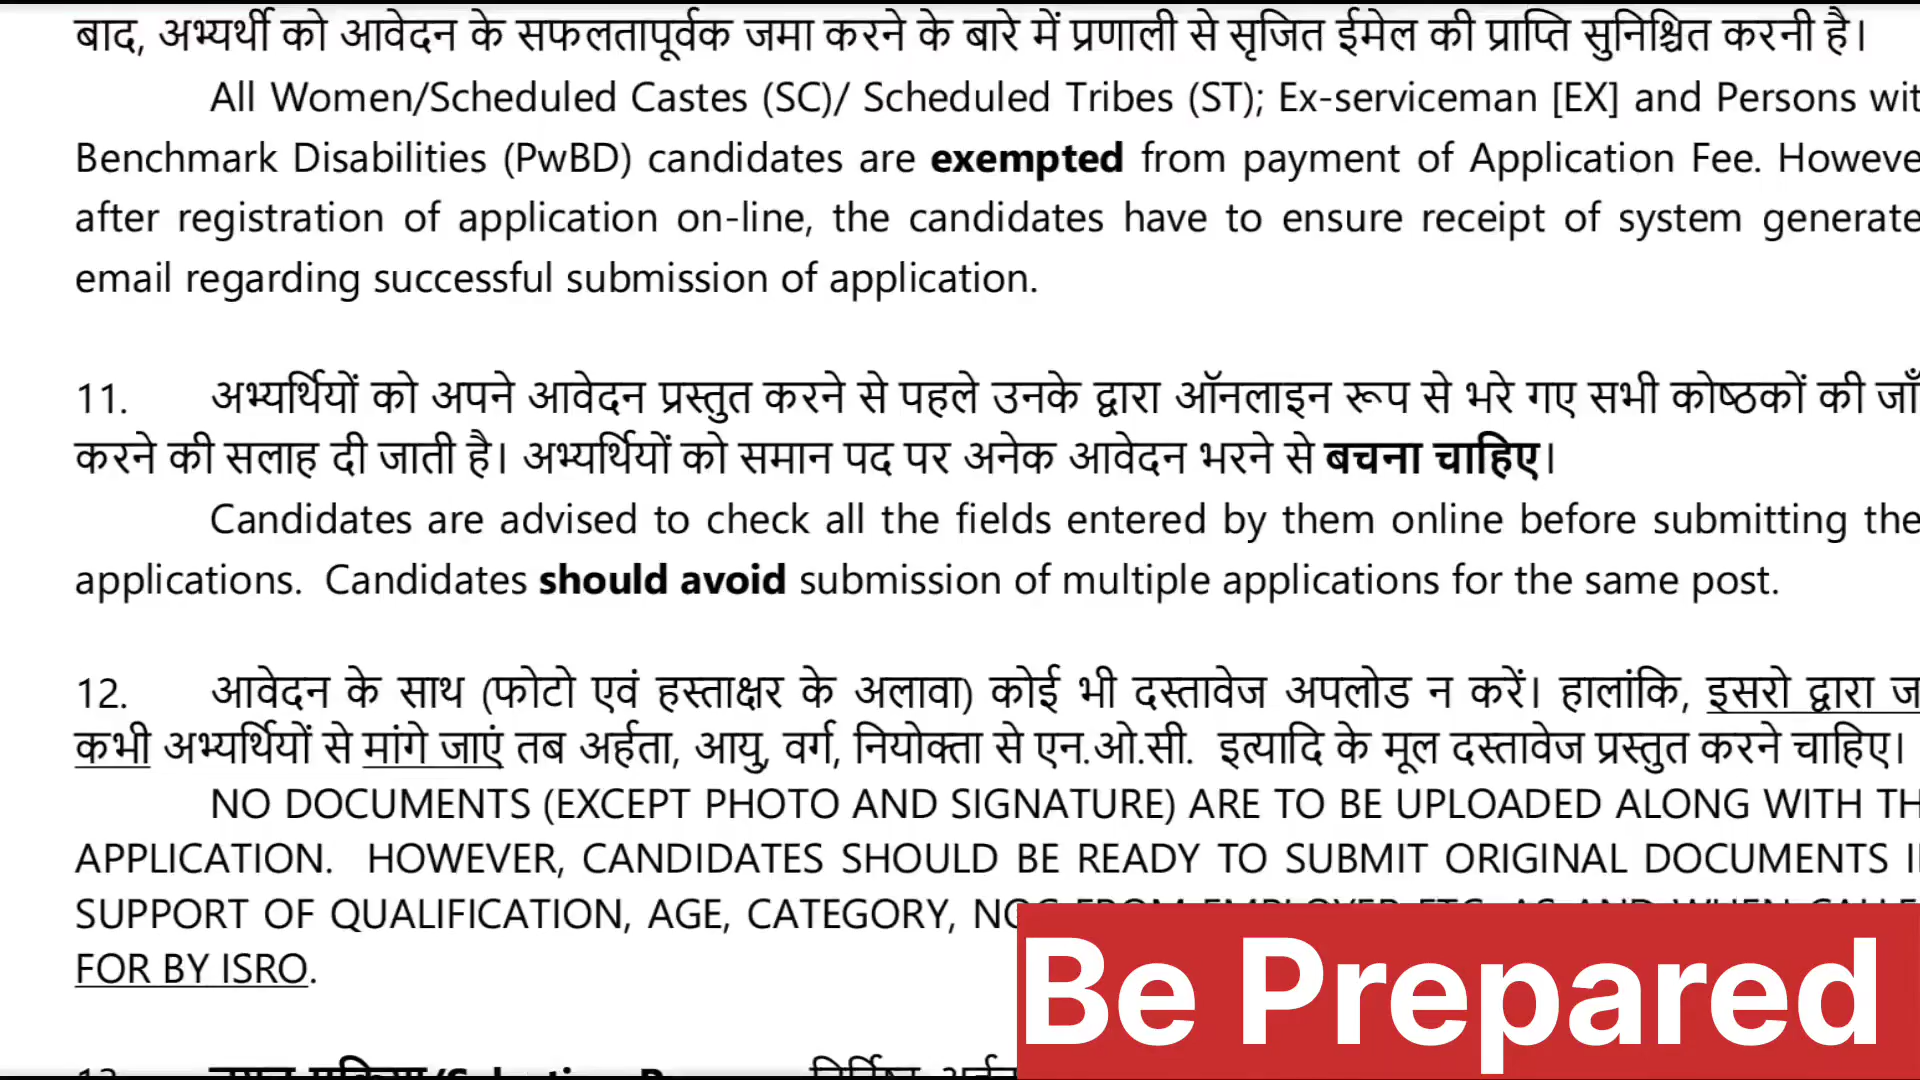 बाद, अभ्यर्थी को आवेदन के सफलतापूर्वक जमा करने के बारे में प्रणाली से सृजित ईमेल की प्राप्ति सुनिश्चित करनी है।
All Women/Scheduled Castes (SC)/ Scheduled Tribes (ST); Ex-serviceman [EX] and Persons wit
Benchmark Disabilities (PwBD) candidates are exempted from payment of Application Fee. Howeve
after registration of application on-line, the candidates have to ensure receipt of system generate
email regarding successful submission of application.
11. अभ्यर्थियों को अपने आवेदन प्रस्तुत करने से पहले उनके द्वारा ऑनलाइन रूप से भरे गए सभी कोष्ठकों की जाँ
करने की सलाह दी जाती है। अभ्यर्थियों को समान पद पर अनेक आवेदन भरने से बचना चाहिए।
Candidates are advised to check all the fields entered by them online before submitting the
applications. Candidates should avoid submission of multiple applications for the same post.
12. आवेदन के साथ (फोटो एवं हस्ताक्षर के अलावा) कोई भी दस्तावेज अपलोड न करें। हालांकि, इसरो द्वारा ज
कभी अभ्यर्थियों से मांगे जाएं तब अर्हता, आयु, वर्ग, नियोक्ता से एन.ओ.सी. इत्यादि के मूल दस्तावेज प्रस्तुत करने चाहिए।
NO DOCUMENTS (EXCEPT PHOTO AND SIGNATURE) ARE TO BE UPLOADED ALONG WITH TH
APPLICATION. HOWEVER, CANDIDATES SHOULD BE READY TO SUBMIT ORIGINAL DOCUMENTS I
SUPPORT OF QUALIFICATION, AGE, CATEGORY, NOC FROM EMPLOYER ETC. AS AND WHEN CALLE
FOR BY ISRO.
Be Prepared